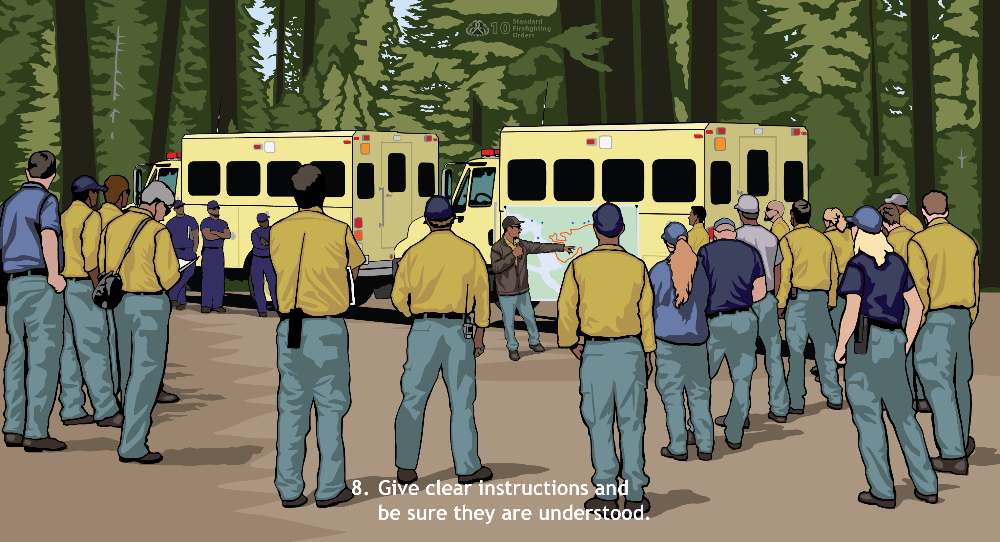 10
Standard
Firefighting
Orders
8. Give clear instructions and
be sure they are understood.